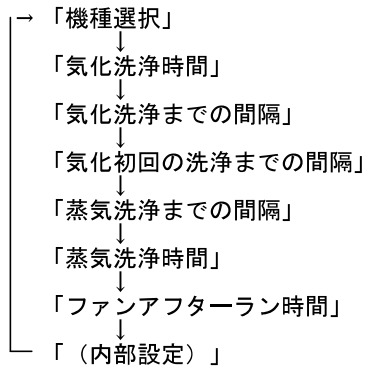 「機種選択」
「気化洗浄時間」
「気化洗浄までの間隔」
「気化初回の洗浄までの間隔」
「蒸気洗浄までの間隔」
「蒸気洗浄時間」
「ファンアフターラン時間」
「（内部設定）」